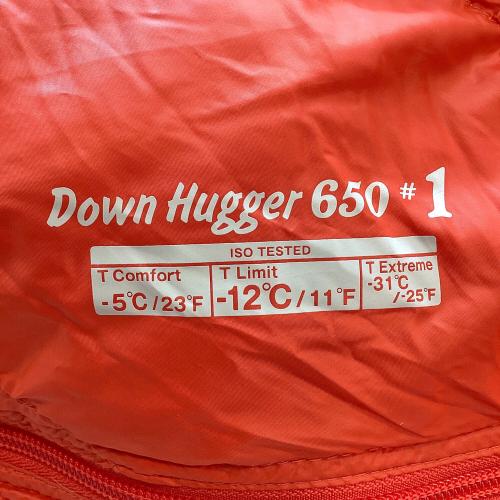 Down Hugger 650 #1
ISO TESTED
T Comfort T Limit T Extreme
-5℃/23°F -12℃/11°F -31℃
/-25°F